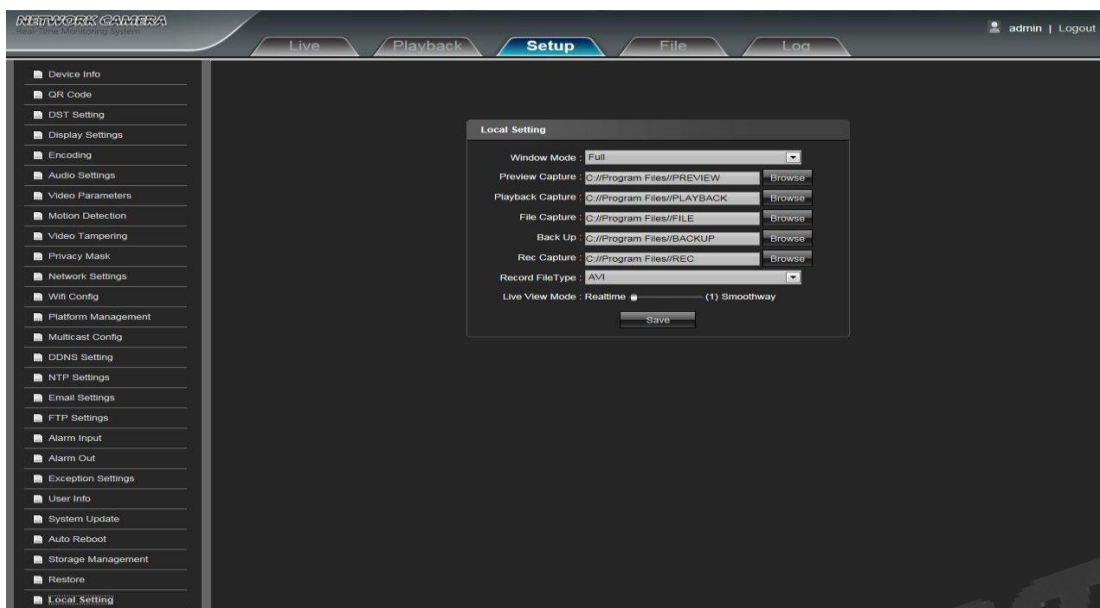 NETWORK CAMERA
Real-Time Monitoring System
admin | Logout
Live
Playback
Setup
File
Log
Device Info
QR Code
DST Setting
Display Settings
Encoding
Audio Settings
Video Parameters
Motion Detection
Video Tampering
Privacy Mask
Network Settings
Wifi Config
Platform Management
Multicast Config
DDNS Setting
NTP Settings
Email Settings
FTP Settings
Alarm Input
Alarm Out
Exception Settings
User Info
System Update
Auto Reboot
Storage Management
Restore
Local Setting
Local Setting
Window Mode : Full
Preview Capture : C://Program Files//PREVIEW Browse
Playback Capture : C://Program Files//PLAYBACK Browse
File Capture : C://Program Files//FILE Browse
Back Up : C://Program Files//BACKUP Browse
Rec Capture : C://Program Files//REC Browse
Record FileType : AVI
Live View Mode : Realtime (1) Smoothway
Save